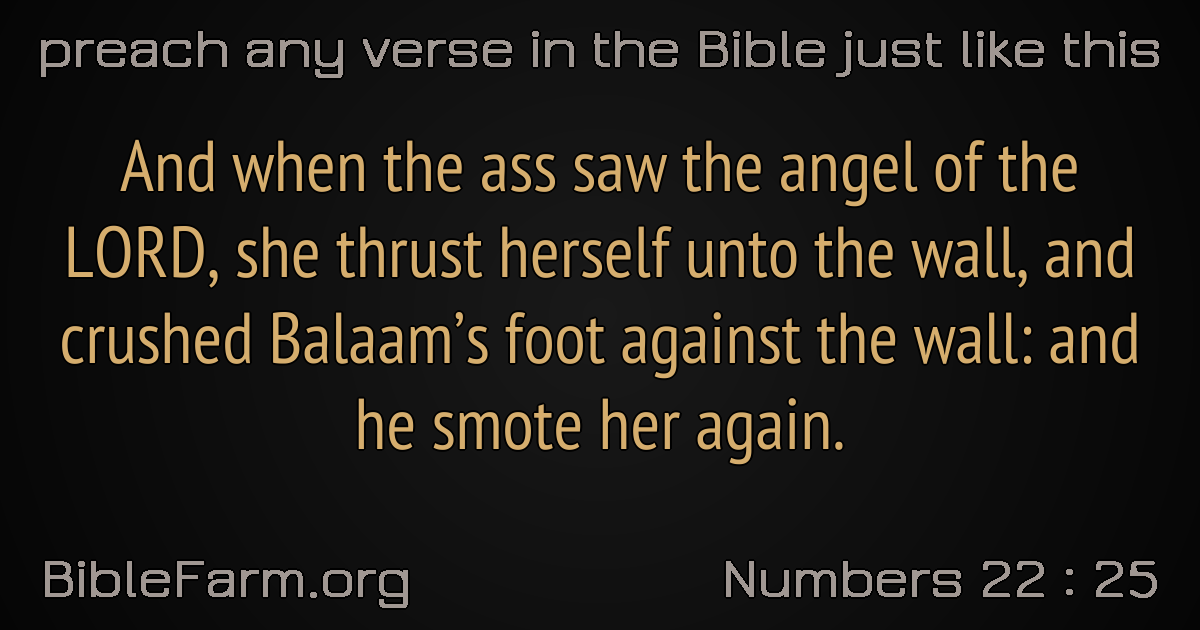 preach any verse in the Bible just like this
And when the ass saw the angel of the
LORD, she thrust herself unto the wall, and
crushed Balaam’s foot against the wall: and
he smote her again.
BibleFarm.org
Numbers 22 : 25